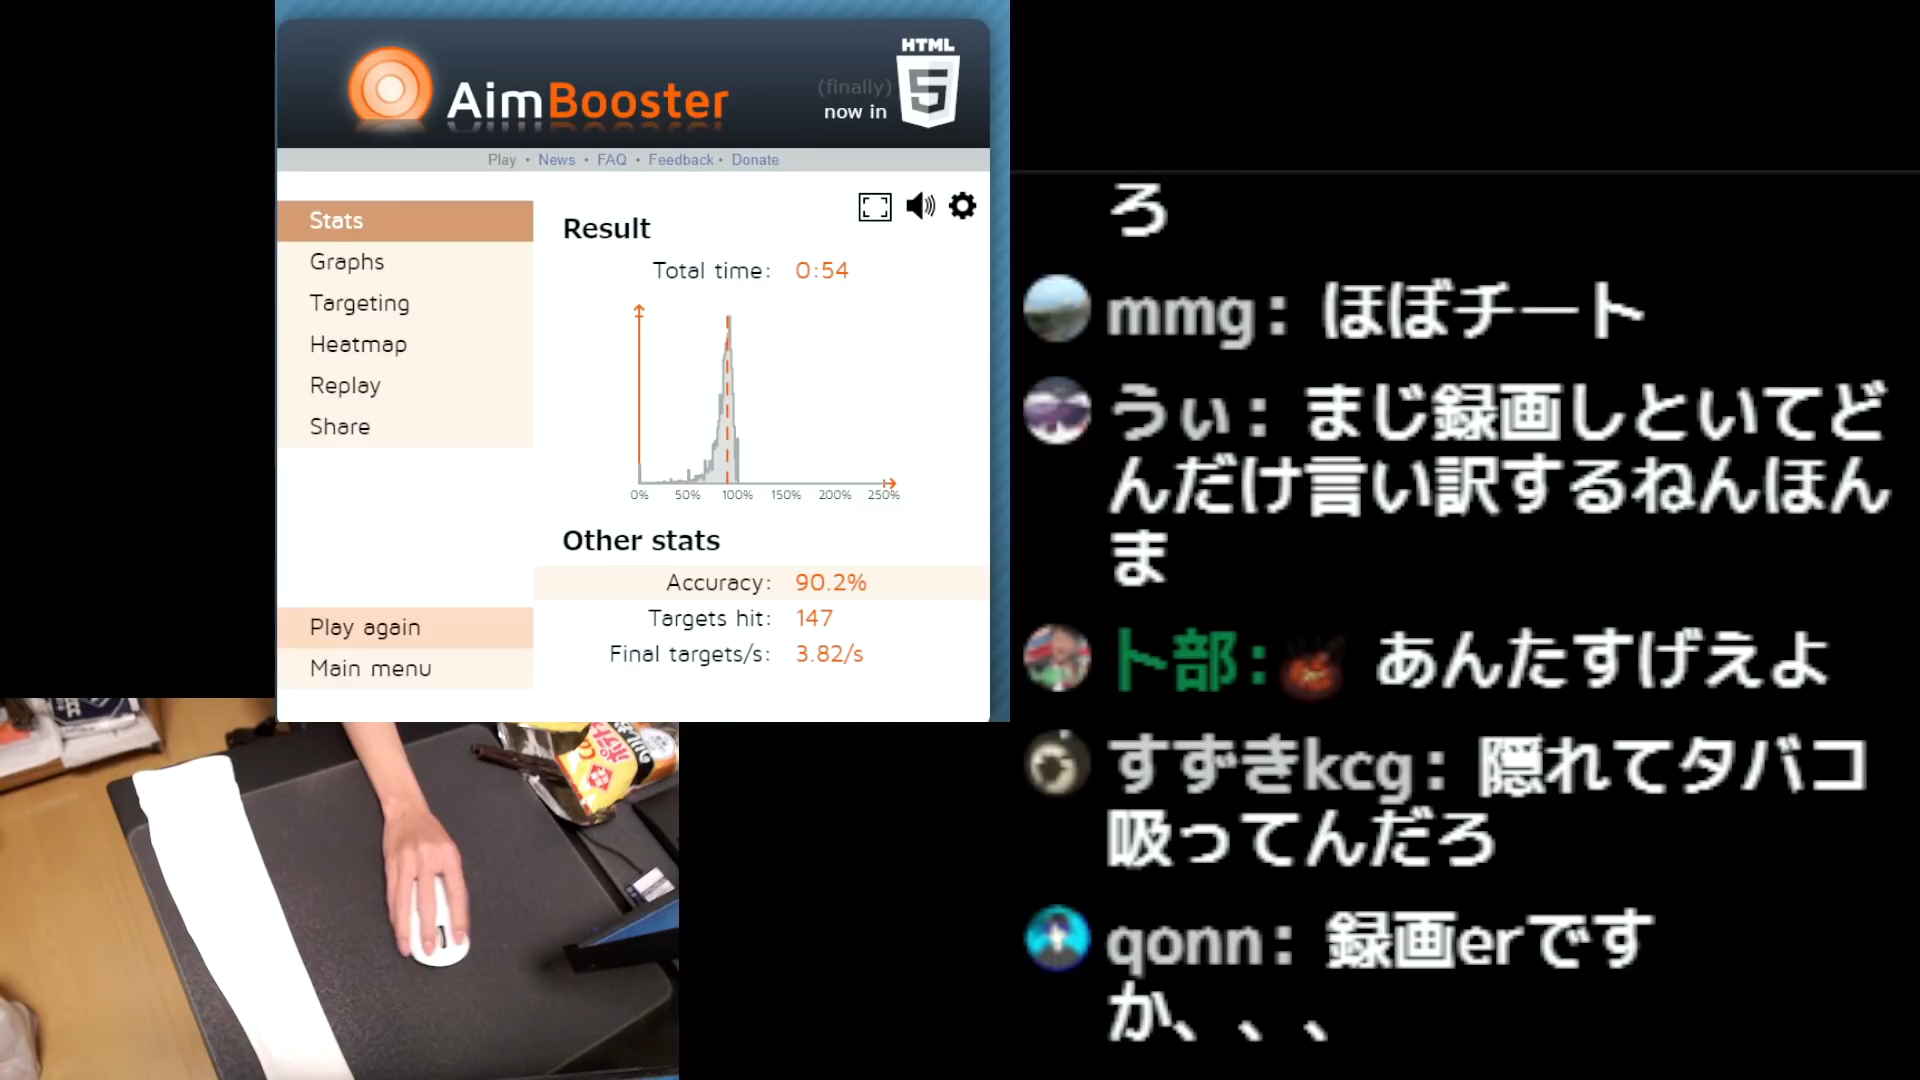 HTML
5
AimBooster
(finally)
now in
Play • News • FAQ • Feedback • Donate
Stats
Graphs
Targeting
Heatmap
Replay
Share
Play again
Main menu
Result
Total time: 0:54
0% 50% 100% 150% 200% 250%
Other stats
Accuracy: 90.2%
Targets hit: 147
Final targets/s: 3.82/s
ろ
mmg: ほぼチート
うぃ: まじ録画しといてど
んだけ言い訳するねんほん
ま
卜部: あんたすげえよ
すずきkcg: 隠れてタバコ
吸ってんだろ
qonn: 録画erです
か、、、